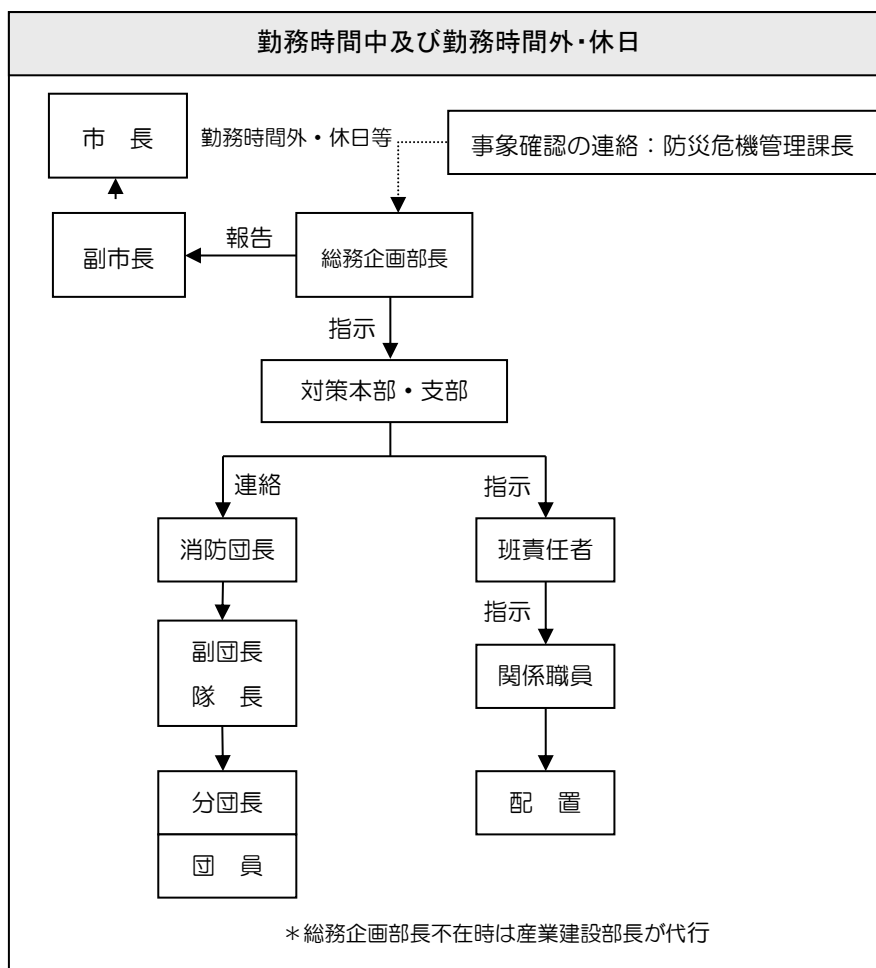 勤務時間中及び勤務時間外・休日
市　長
勤務時間外・休日等
事象確認の連絡：防災危機管理課長
副市長
報告
総務企画部長
指示
対策本部・支部
連絡
指示
消防団長
班責任者
指示
副団長
隊　長
関係職員
分団長
配　置
団　員
＊総務企画部長不在時は産業建設部長が代行